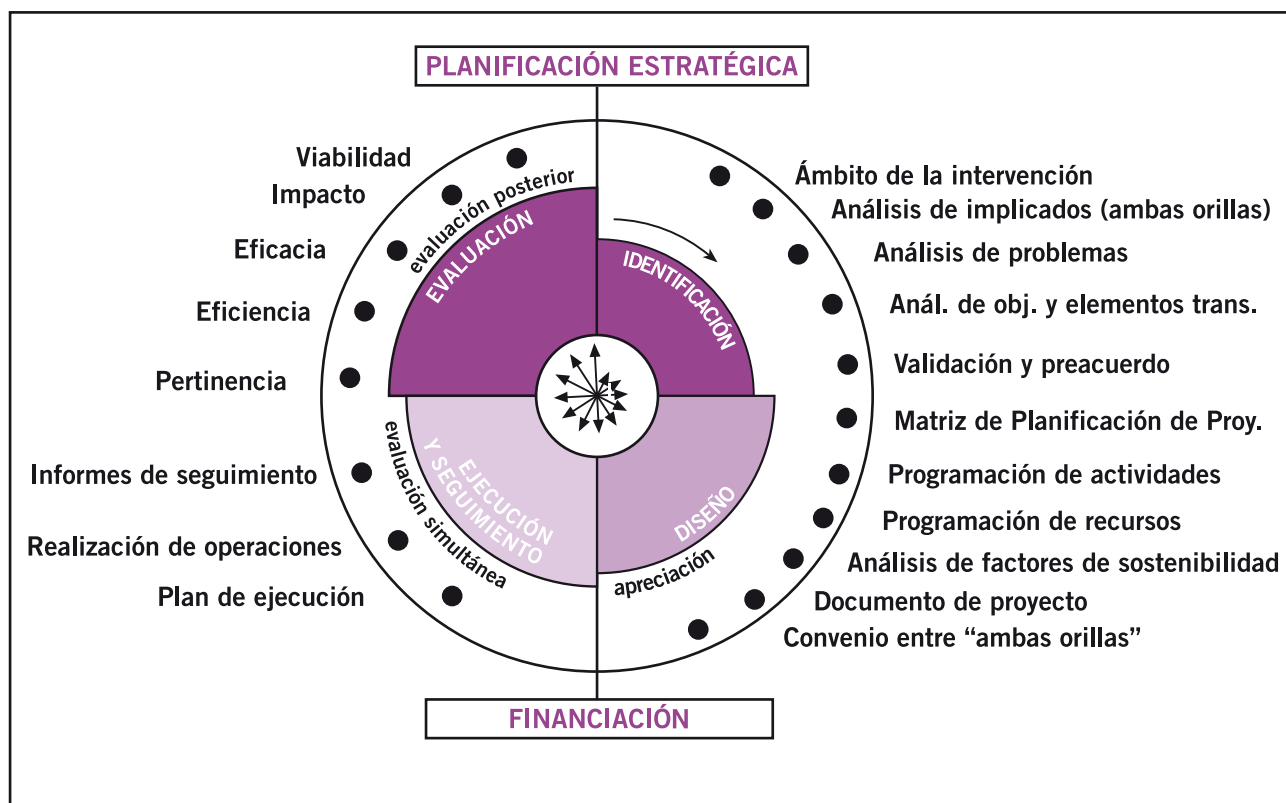 PLANIFICACIÓN ESTRATÉGICA
Viabilidad
Impacto
Eficacia
Eficiencia
Pertinencia
Informes de seguimiento
Realización de operaciones
Plan de ejecución
evaluación posterior
EVALUACIÓN
IDENTIFICACIÓN
EJECUCIÓN
Y SEGUIMIENTO
evaluación simultánea
DISEÑO
apreciación
Ámbito de la intervención
Análisis de implicados (ambas orillas)
Análisis de problemas
Anál. de obj. y elementos trans.
Validación y preacuerdo
Matriz de Planificación de Proy.
Programación de actividades
Programación de recursos
Análisis de factores de sostenibilidad
Documento de proyecto
Convenio entre “ambas orillas”
FINANCIACIÓN